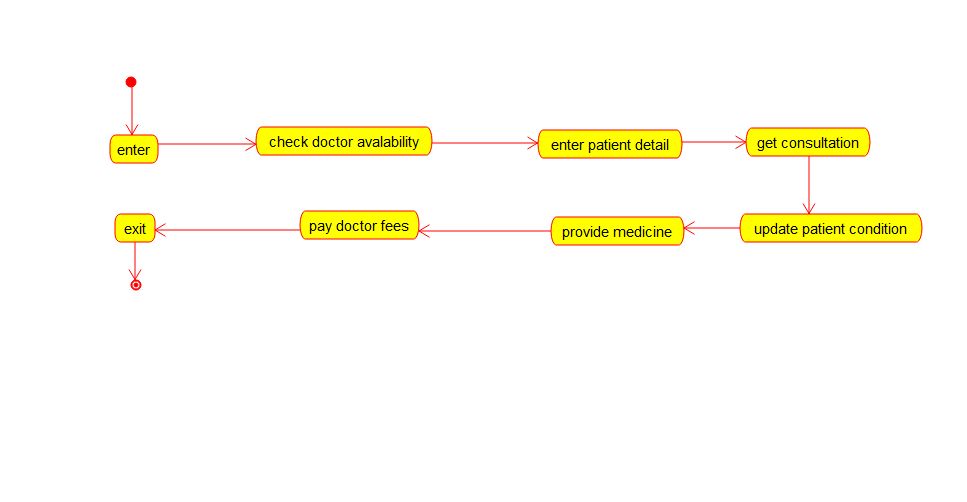 enter
check doctor avalability
enter patient detail
get consultation
exit
pay doctor fees
provide medicine
update patient condition